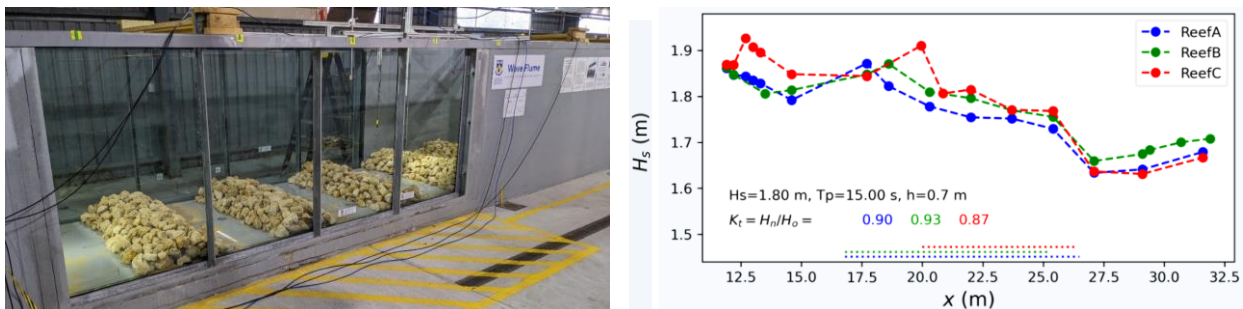 Wave Flume
ReefA
ReefB
ReefC
1.9
1.8
1.7
1.6
1.5
H_s (m)
Hs=1.80 m, Tp=15.00 s, h=0.7 m
K_t = H_n/H_o = 0.90 0.93 0.87
12.5 15.0 17.5 20.0 22.5 25.0 27.5 30.0 32.5
x (m)